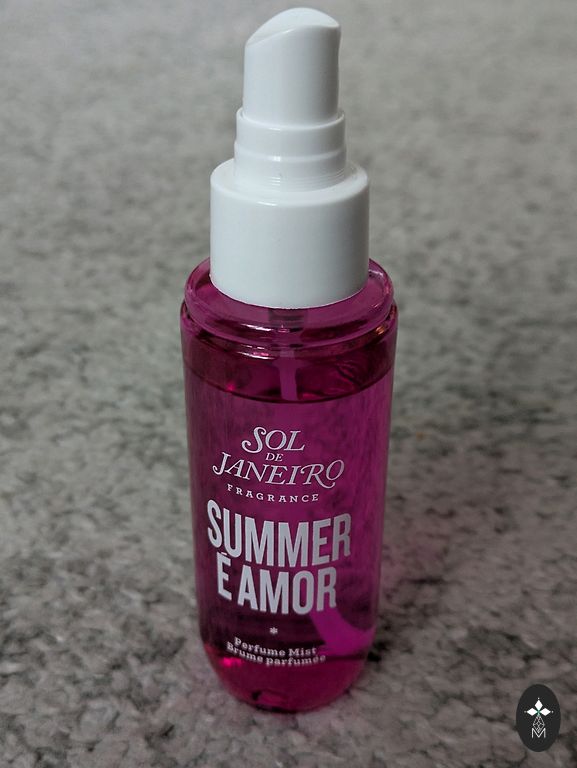 SOL
DE
JANEIRO
FRAGRANCE
SUMMER
É AMOR
*
Perfume Mist
Brume parfumée
M